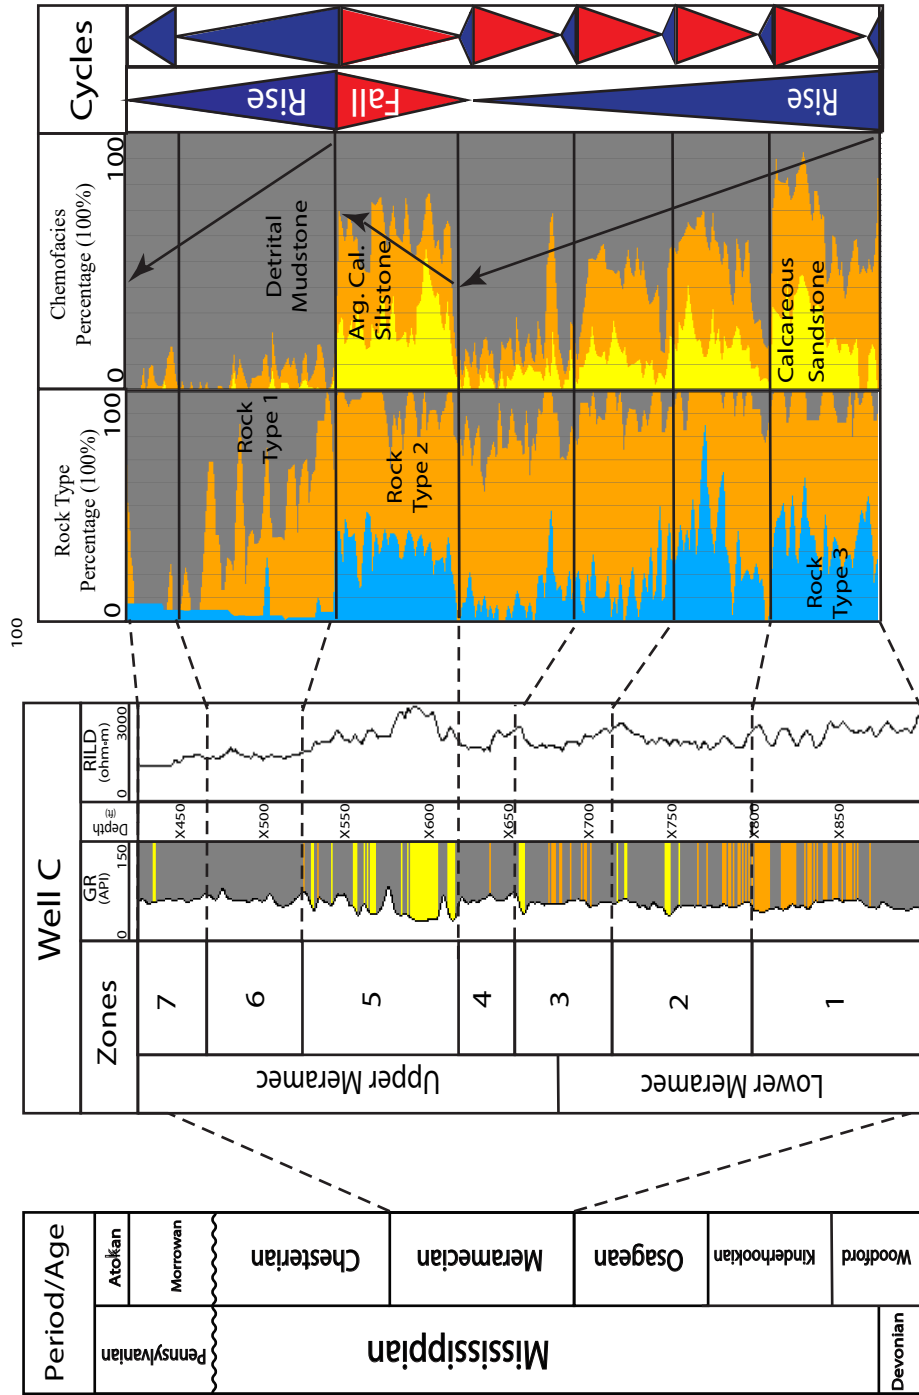 Period/Age
Pennsylvanian
Mississippian
Devonian
Morrowan
Chesterian
Meramecian
Osagean
Kinderhookian
Woodford
Well C
Zones
GR
(API)
0
150
Depth
(ft)
RILD
(ohm-m)
0
3000
Upper Meramec
Lower Meramec
7
6
5
4
3
2
1
X450
X500
X550
X600
X650
X700
X750
X800
X850
100
Rock Type
Percentage (100%)
0
100
Rock
Type 1
Rock
Type 2
Rock
Type 3
Chemofacies
Percentage (100%)
0
100
Detrital
Mudstone
Arg. Cal.
Siltstone
Calcareous
Sandstone
Cycles
Rise
Fall
Rise